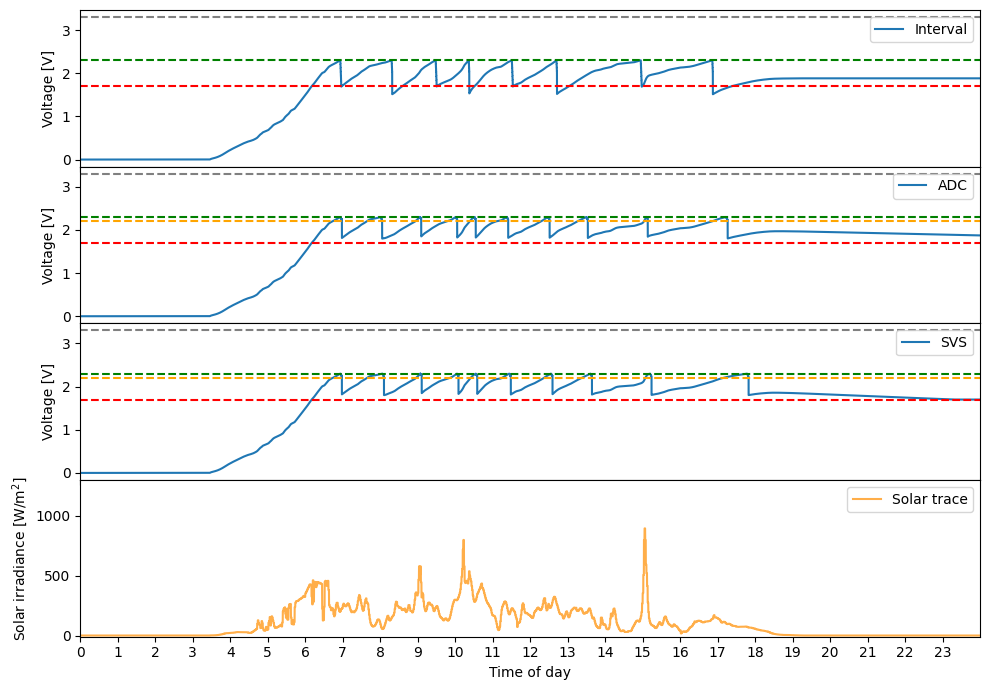 Voltage [V]
3
2
1
0
Interval
Voltage [V]
3
2
1
0
ADC
Voltage [V]
3
2
1
0
SVS
Solar irradiance [W/m²]
1000
500
0
Solar trace
0 1 2 3 4 5 6 7 8 9 10 11 12 13 14 15 16 17 18 19 20 21 22 23
Time of day